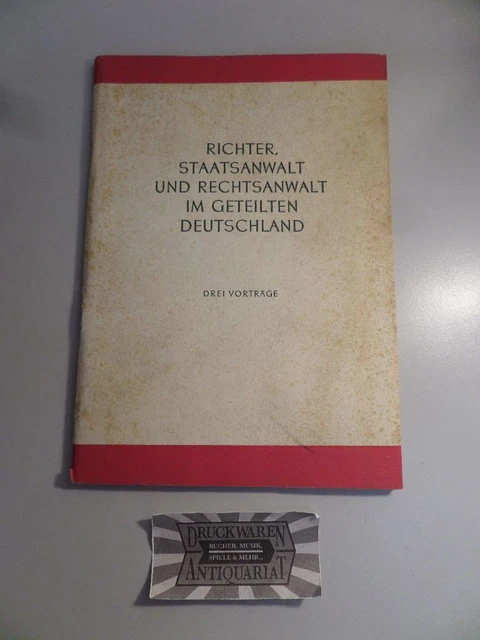 RICHTER,
STAATSANWALT
UND RECHTSANWALT
IM GETEILTEN
DEUTSCHLAND
DREI VORTRÄGE
DRUCKWAREN
BÜCHER, MUSIK,
SPIELE & MEHR...
ANTIQUARIAT